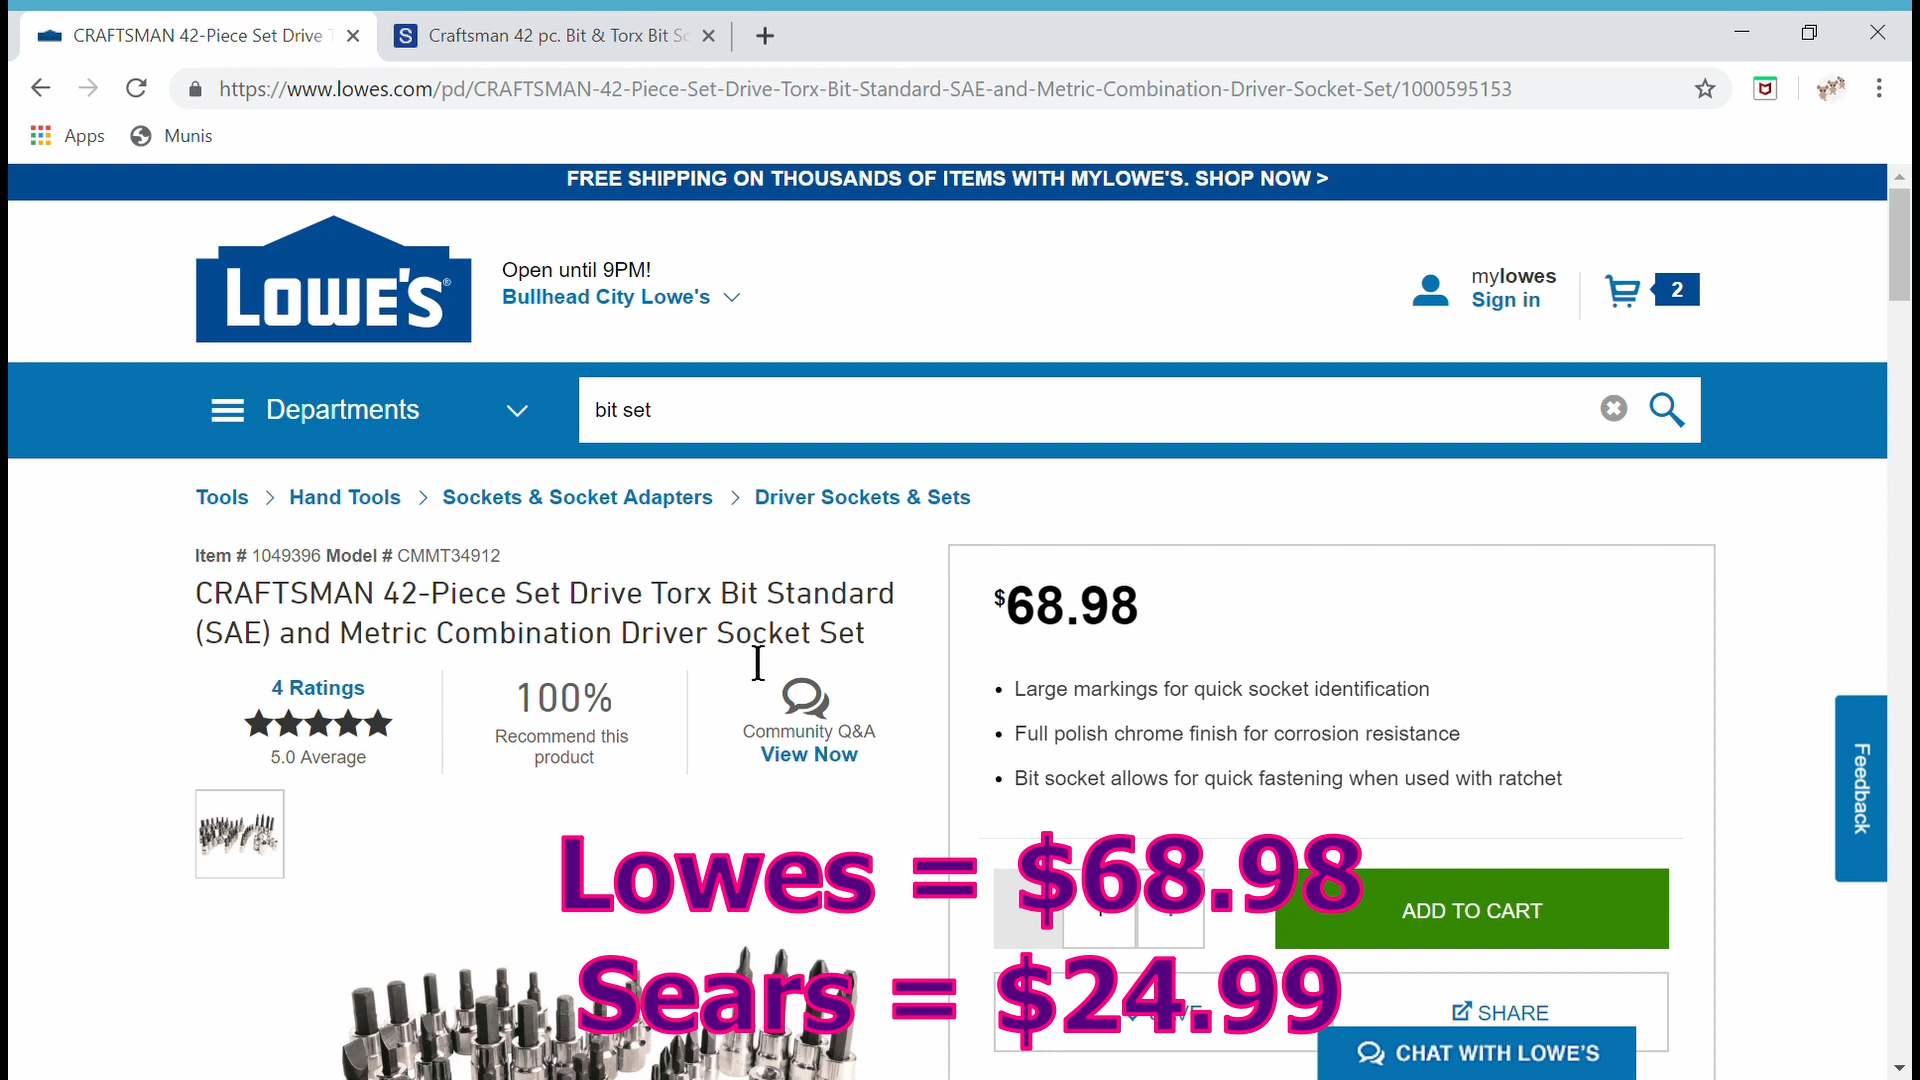 CRAFTSMAN 42-Piece Set Drive
Craftsman 42 pc. Bit & Torx Bit So
https://www.lowes.com/pd/CRAFTSMAN-42-Piece-Set-Drive-Torx-Bit-Standard-SAE-and-Metric-Combination-Driver-Socket-Set/1000595153
Apps
Munis
FREE SHIPPING ON THOUSANDS OF ITEMS WITH MYLOWE'S. SHOP NOW >
LOWE'S
Open until 9PM!
Bullhead City Lowe's
mylowes
Sign in
2
Departments
bit set
Tools > Hand Tools > Sockets & Socket Adapters > Driver Sockets & Sets
Item # 1049396 Model # CMMT34912
CRAFTSMAN 42-Piece Set Drive Torx Bit Standard
(SAE) and Metric Combination Driver Socket Set
4 Ratings
5.0 Average
100%
Recommend this
product
Community Q&A
View Now
$68.98
• Large markings for quick socket identification
• Full polish chrome finish for corrosion resistance
• Bit socket allows for quick fastening when used with ratchet
Feedback
Lowes = $68.98
ADD TO CART
Sears = $24.99
SHARE
CHAT WITH LOWE'S